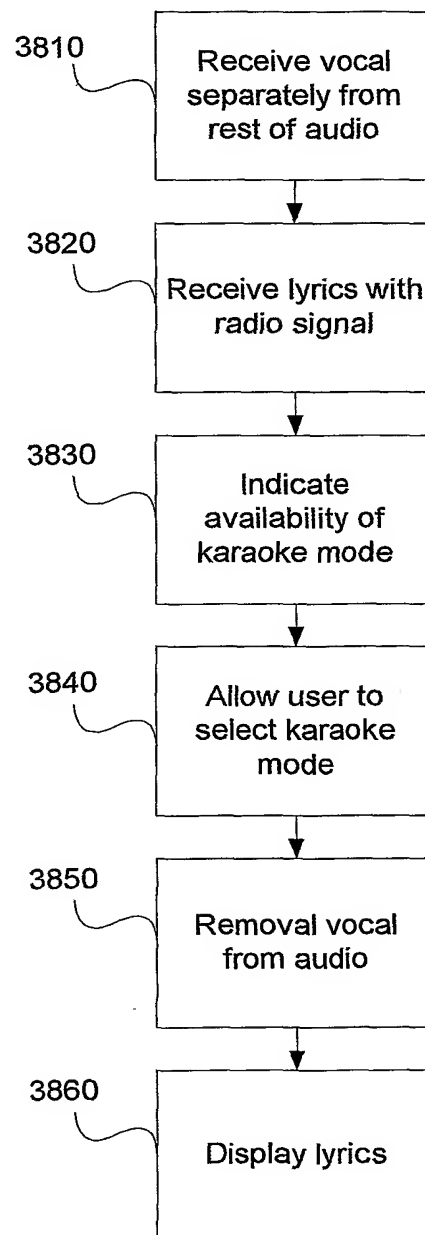 3810
Receive vocal
separately from
rest of audio
3820
Receive lyrics with
radio signal
3830
Indicate
availability of
karaoke mode
3840
Allow user to
select karaoke
mode
3850
Removal vocal
from audio
3860
Display lyrics